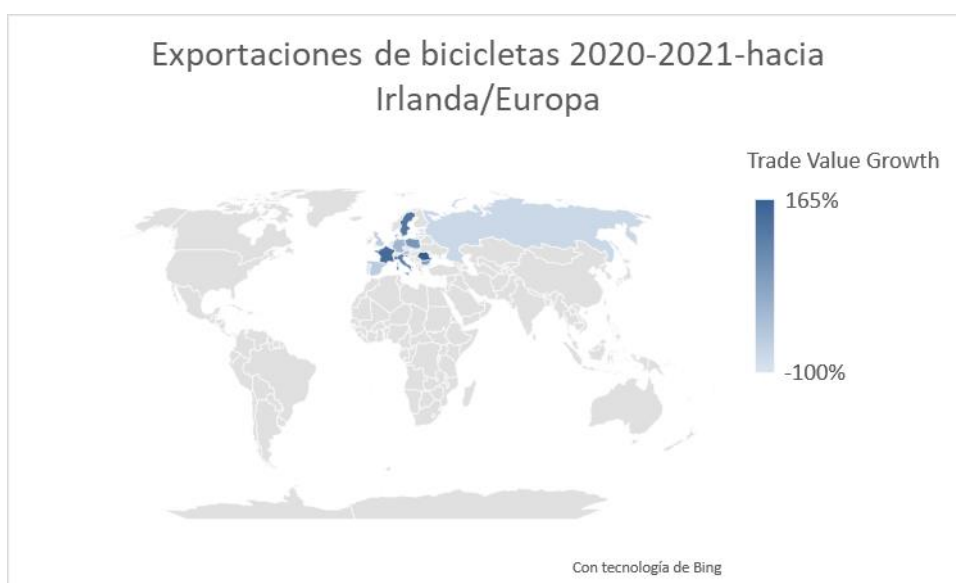 Exportaciones de bicicletas 2020-2021-hacia
Irlanda/Europa
Trade Value Growth
165%
-100%
Con tecnología de Bing